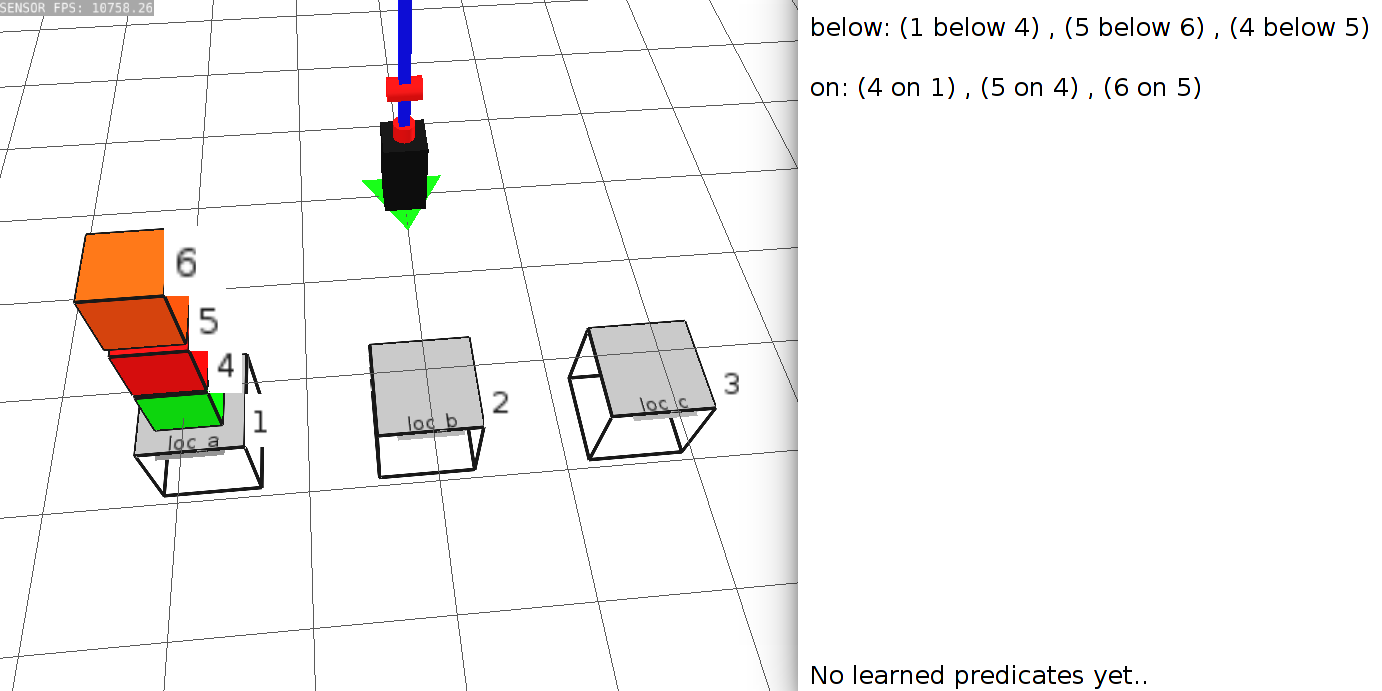 SENSOR FPS: 10758.26
below: (1 below 4) , (5 below 6) , (4 below 5)
on: (4 on 1) , (5 on 4) , (6 on 5)
6
5
4
1
2
3
loc_a
loc_b
loc_c
No learned predicates yet..